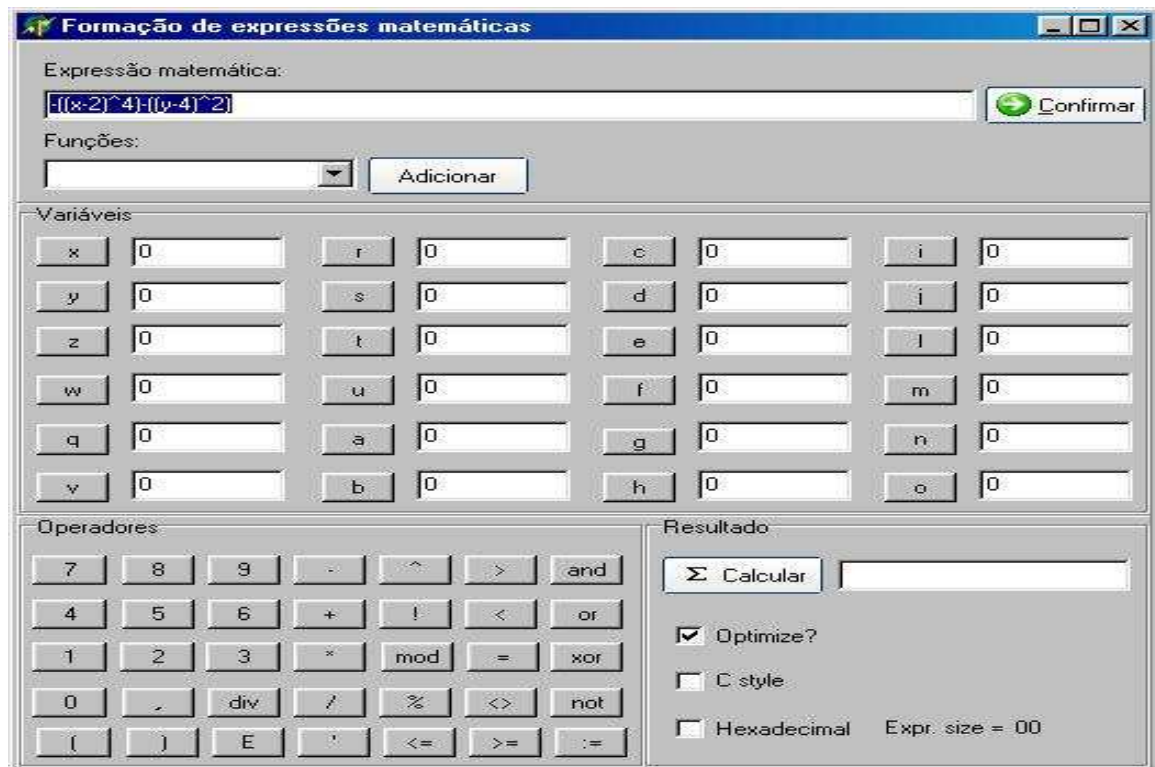 Formação de expressões matemáticas
Expressão matemática:
-((x-2)^4)-((y-4)^2)
Confirmar
Funções:
Adicionar
Variáveis
x 0 r 0 c 0 i 0
y 0 s 0 d 0 j 0
z 0 t 0 e 0 l 0
w 0 u 0 f 0 m 0
q 0 a 0 g 0 n 0
v 0 b 0 h 0 o 0
Operadores
7 8 9 - ^ > and
4 5 6 + ! < or
1 2 3 * mod = xor
0 , div / % <> not
( ) E ' <= >= :=
Resultado
Σ Calcular
Optimize?
C style
Hexadecimal Expr. size = 00